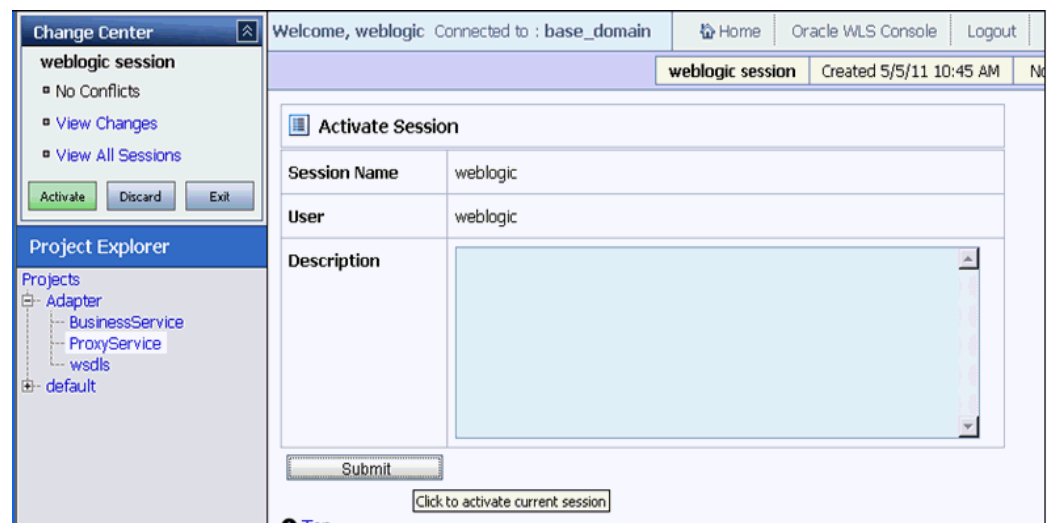 Change Center
weblogic session
No Conflicts
View Changes
View All Sessions
Activate Discard Exit
Project Explorer
Projects
Adapter
BusinessService
ProxyService
wsdls
default
Welcome, weblogic Connected to : base_domain Home Oracle WLS Console Logout
weblogic session Created 5/5/11 10:45 AM
Activate Session
Session Name weblogic
User weblogic
Description
Submit
Click to activate current session